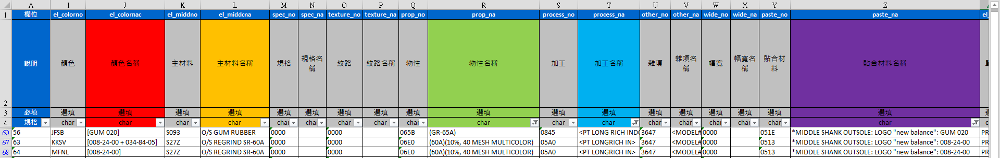 A I J K L M N O P Q R S T U V W X Y Z
1 欄位 el_colorno el_colornac el_middno el_middcna spec_no spec_na texture_no texture_na prop_no prop_na process_no process_na other_no other_na wide_no wide_na paste_no paste_na el_
2 說明 顏色 顏色名稱 主材料 主材料名稱 規格 規格名稱 紋路 紋路名稱 物性 物性名稱 加工 加工名稱 雜項 雜項名稱 幅寬 幅寬名稱 貼合材料 貼合材料名稱
3 必填 選填 選填 選填 選填 選填 選填 選填 選填 選填 選填 選填 選填 選填 選填 選填 選填 選填 選填
4 規格 char char char char char char char char char char char char char char char char char char
60 56 JFSB [GUM 020] S093 O/S GUM RUBBER 0000 0000 065B (GR-65A) 0845 <PT LONG RICH INDO 3647 <MODEL# 0000 051E *MIDDLE SHANK OUTSOLE: LOGO "new balance": GUM 020 PR
67 63 KKSV [008-24-00 + 034-84-05] S27Z O/S REGRIND SR-60A 0000 0000 06E0 (60A)(10%, 40 MESH MULTICOLOR) 05A0 <PT LONGRICH IN> 3647 <MODEL# 0000 0513 *MIDDLE SHANK OUTSOLE: LOGO "new balance": 008-24-00 PR
68 64 MFNL [008-24-00] S27Z O/S REGRIND SR-60A 0000 0000 06E0 (60A)(10%, 40 MESH MULTICOLOR) 05A0 <PT LONGRICH IN> 3647 <MODEL# 0000 0513 *MIDDLE SHANK OUTSOLE: LOGO "new balance": 008-24-00 PR